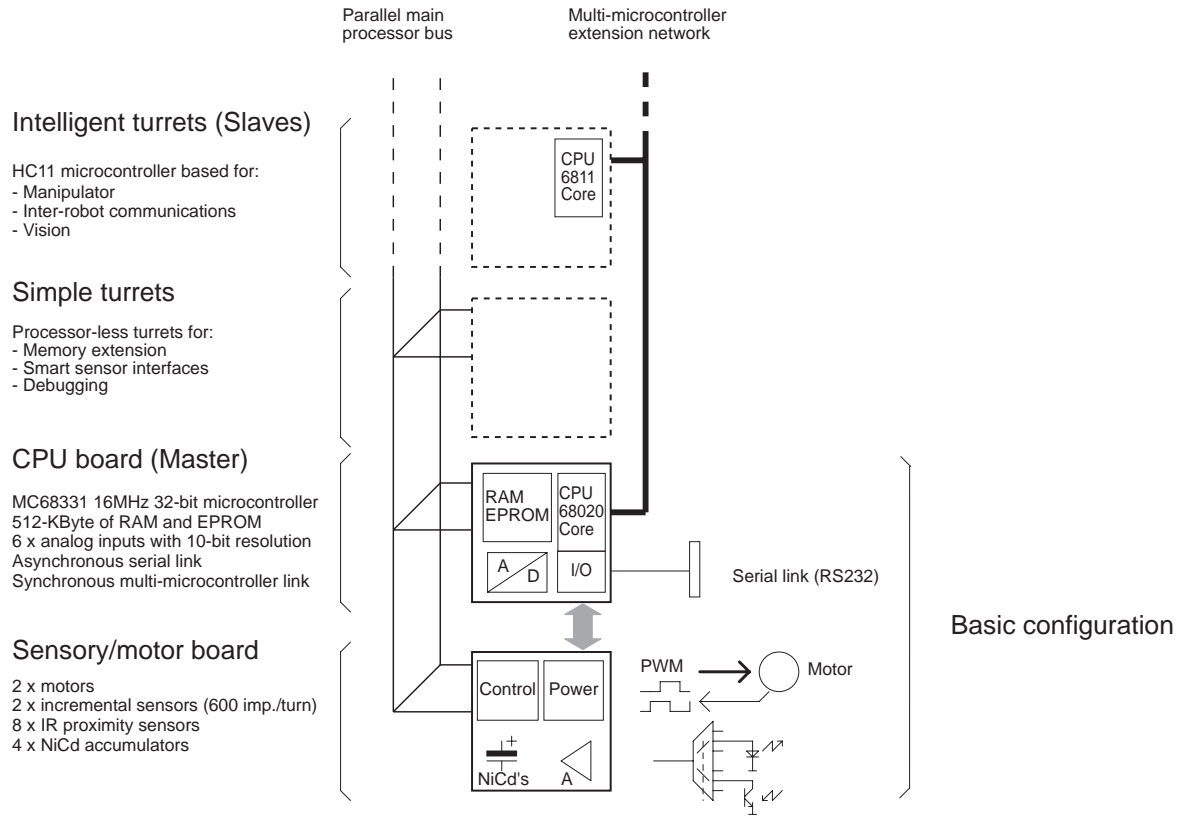 Parallel main
processor bus
Multi-microcontroller
extension network
Intelligent turrets (Slaves)
HC11 microcontroller based for:
- Manipulator
- Inter-robot communications
- Vision
CPU
6811
Core
Simple turrets
Processor-less turrets for:
- Memory extension
- Smart sensor interfaces
- Debugging
CPU board (Master)
MC68331 16MHz 32-bit microcontroller
512-KByte of RAM and EPROM
6 x analog inputs with 10-bit resolution
Asynchronous serial link
Synchronous multi-microcontroller link
RAM
EPROM
CPU
68020
Core
A
D
I/O
Serial link (RS232)
Basic configuration
Sensory/motor board
2 x motors
2 x incremental sensors (600 imp./turn)
8 x IR proximity sensors
4 x NiCd accumulators
Control
Power
+
NiCd's
A
PWM
Motor